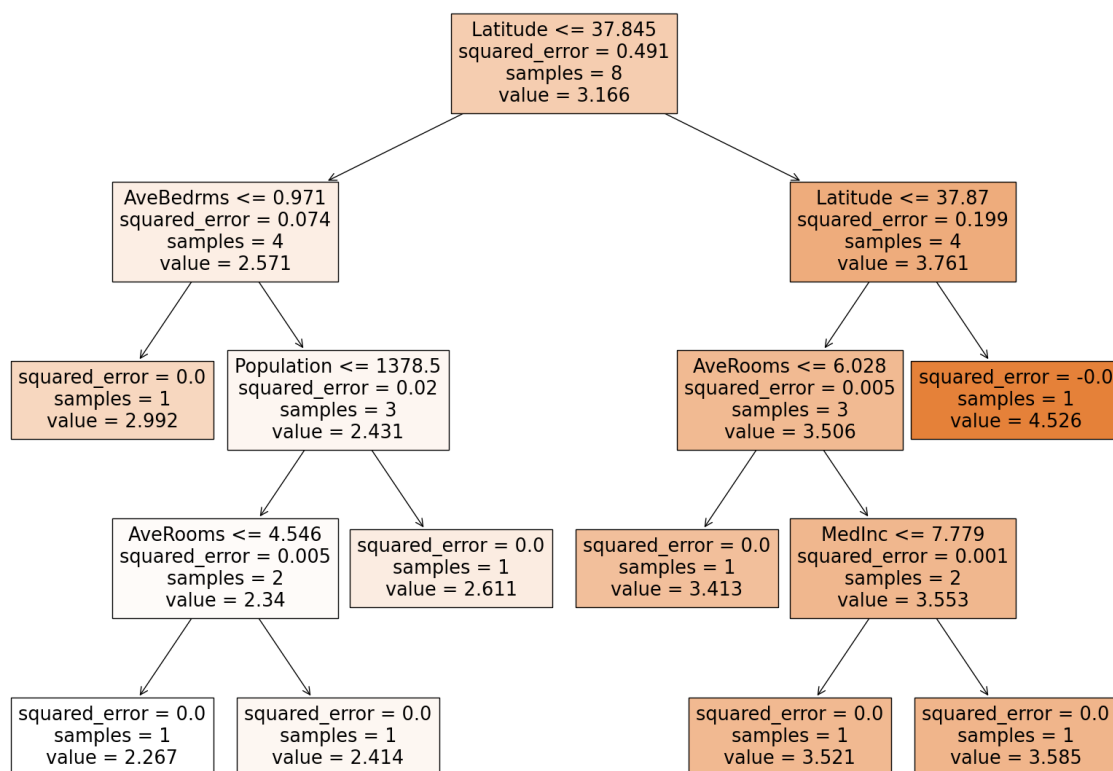 Latitude <= 37.845
squared_error = 0.491
samples = 8
value = 3.166
AveBedrms <= 0.971
squared_error = 0.074
samples = 4
value = 2.571
Latitude <= 37.87
squared_error = 0.199
samples = 4
value = 3.761
squared_error = 0.0
samples = 1
value = 2.992
Population <= 1378.5
squared_error = 0.02
samples = 3
value = 2.431
AveRooms <= 6.028
squared_error = 0.005
samples = 3
value = 3.506
squared_error = -0.0
samples = 1
value = 4.526
AveRooms <= 4.546
squared_error = 0.005
samples = 2
value = 2.34
squared_error = 0.0
samples = 1
value = 2.611
squared_error = 0.0
samples = 1
value = 3.413
MedInc <= 7.779
squared_error = 0.001
samples = 2
value = 3.553
squared_error = 0.0
samples = 1
value = 2.267
squared_error = 0.0
samples = 1
value = 2.414
squared_error = 0.0
samples = 1
value = 3.521
squared_error = 0.0
samples = 1
value = 3.585